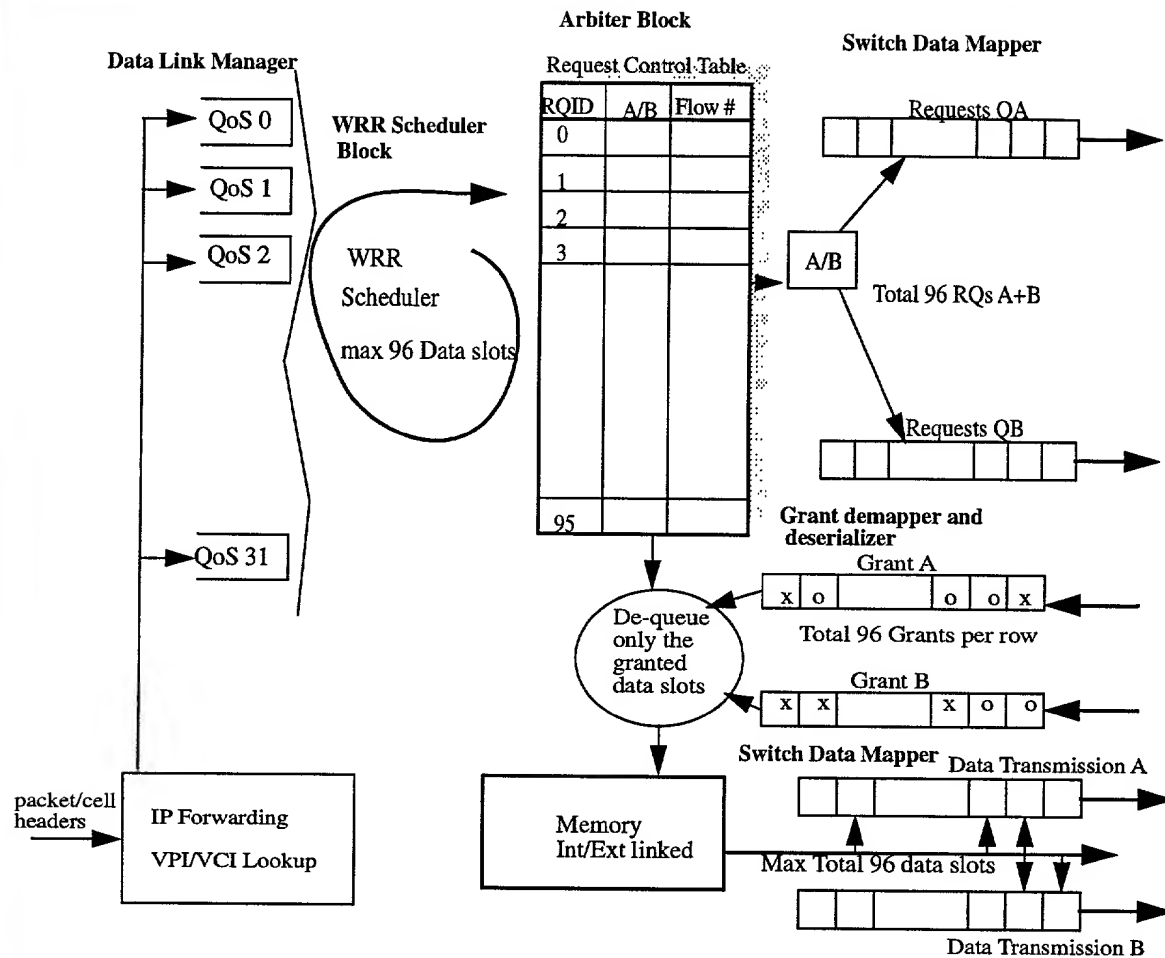 Arbiter Block
Data Link Manager
Switch Data Mapper
Request Control Table
RQID A/B Flow #
0
1
2
3
95
QoS 0
QoS 1
QoS 2
QoS 31
WRR Scheduler
Block
WRR
Scheduler
max 96 Data slots
Requests QA
A/B
Total 96 RQs A+B
Requests QB
Grant demapper and
deserializer
Grant A
x o o o x
Total 96 Grants per row
Grant B
x x x o o
De-queue
only the
granted
data slots
Switch Data Mapper
Data Transmission A
packet/cell
headers
IP Forwarding
VPI/VCI Lookup
Memory
Int/Ext linked
Max Total 96 data slots
Data Transmission B